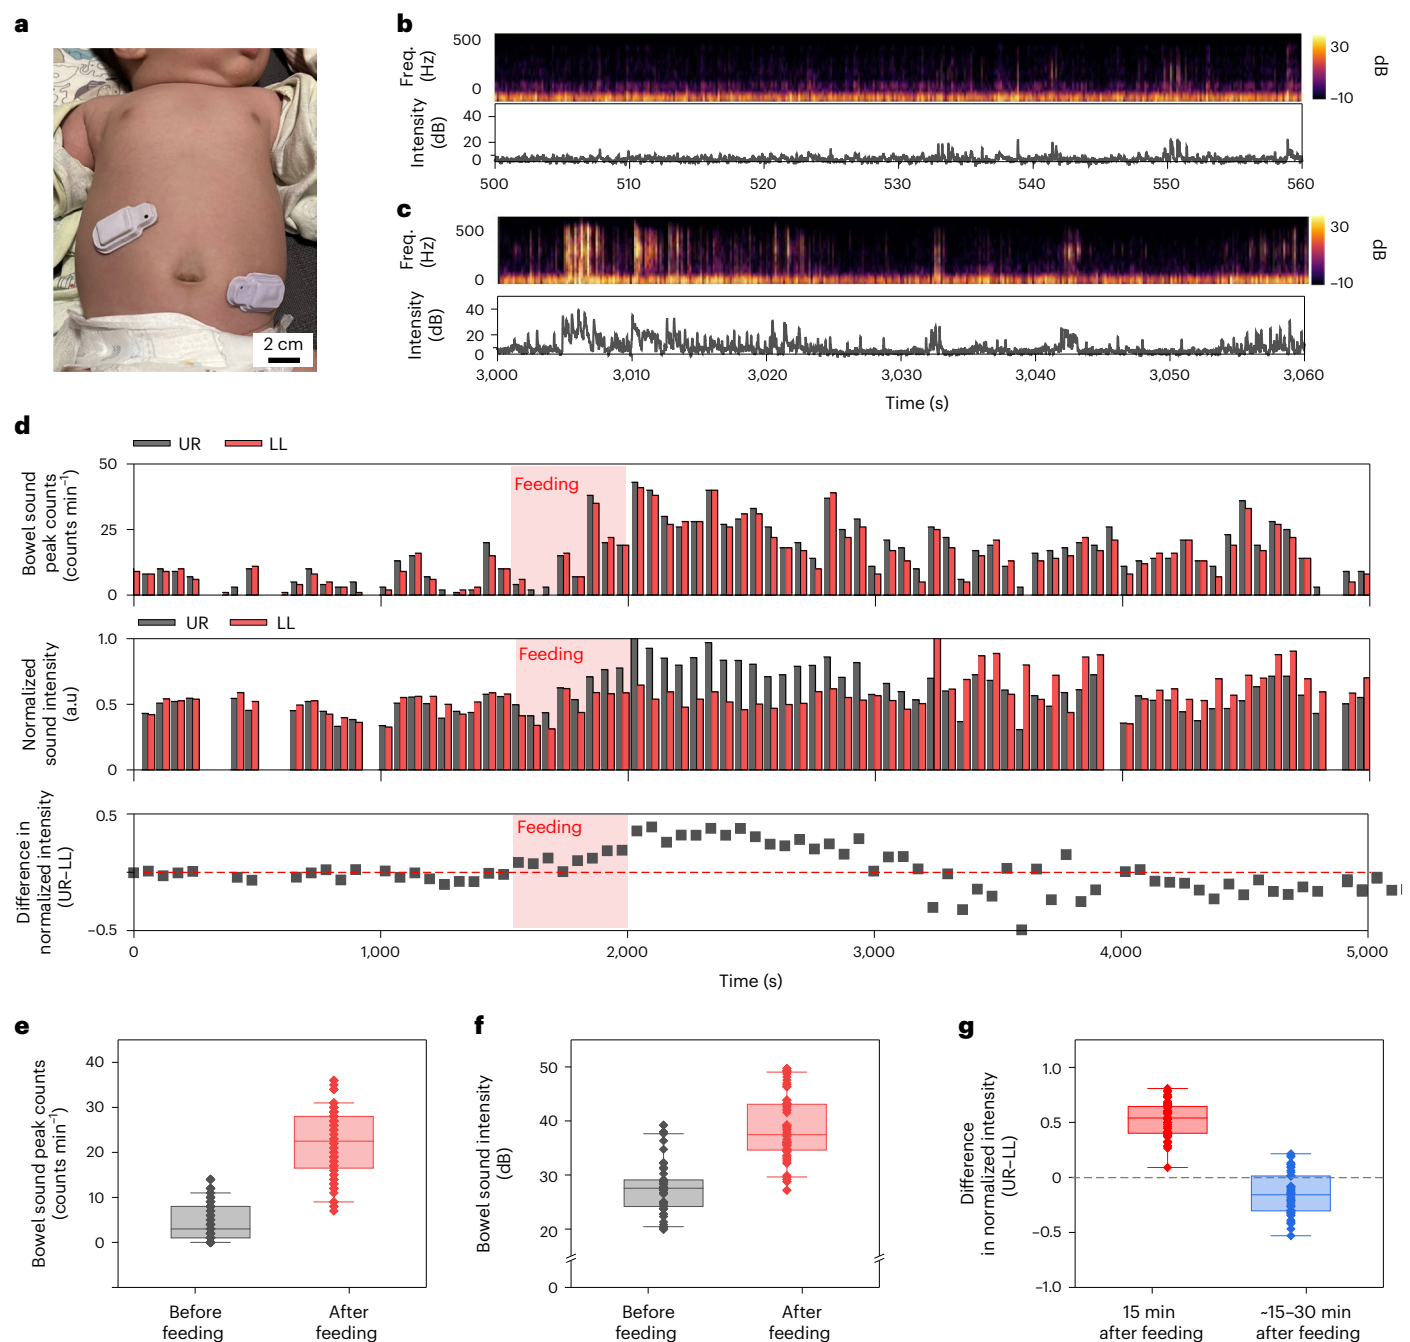 a
2 cm
b
500
0
Freq.
(Hz)
30
−10
dB
40
20
0
Intensity
(dB)
500
510
520
530
540
550
560
c
500
0
Freq.
(Hz)
30
−10
dB
40
20
0
Intensity
(dB)
3,000
3,010
3,020
3,030
3,040
3,050
3,060
Time (s)
d
UR
LL
50
25
0
Bowel sound
peak counts
(counts min−1)
Feeding
UR
LL
1.0
0.5
0
Normalized
sound intensity
(a.u)
Feeding
0.5
−0.5
Difference in
normalized intensity
(UR–LL)
Feeding
0
1,000
2,000
3,000
4,000
5,000
Time (s)
e
40
30
20
10
0
Bowel sound peak counts
(counts min−1)
Before
feeding
After
feeding
f
50
40
30
20
0
Bowel sound intensity
(dB)
Before
feeding
After
feeding
g
1.0
0.5
0
−0.5
−1.0
Difference
in normalized intensity
(UR–LL)
15 min
after feeding
~15–30 min
after feeding